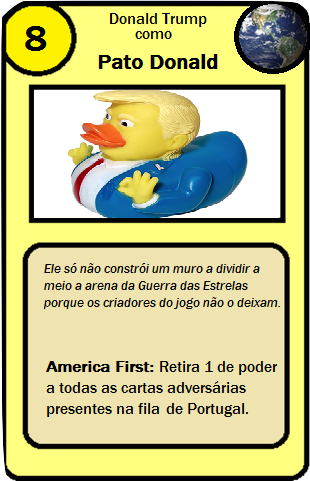 8
Donald Trump
como
Pato Donald
Ele só não constrói um muro a dividir a
meio a arena da Guerra das Estrelas
porque os criadores do jogo não o deixam.
America First: Retira 1 de poder
a todas as cartas adversárias
presentes na fila de Portugal.